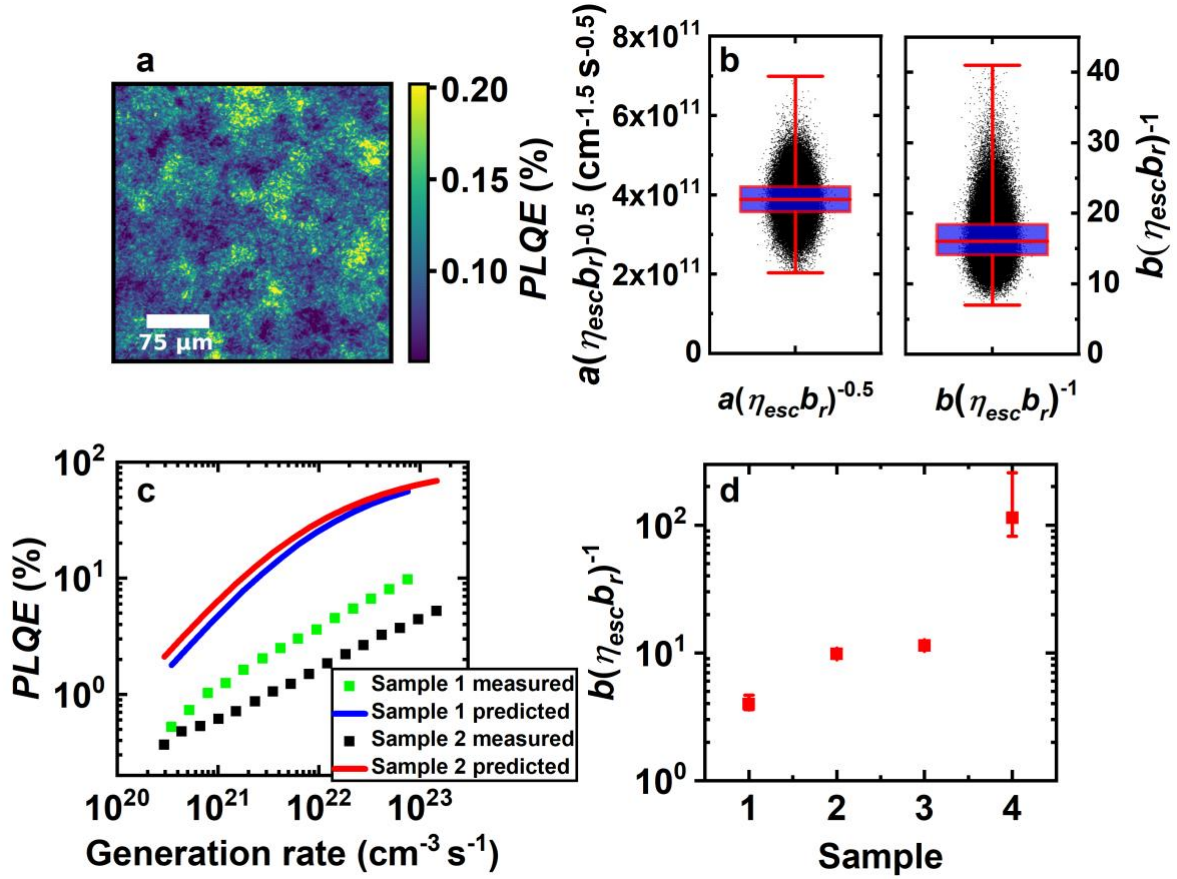 a
0.20
0.15
0.10
PLQE (%)
75 µm
b
8x10¹¹
6x10¹¹
4x10¹¹
2x10¹¹
0
a(η_esc b_r)^-0.5 (cm^-1.5 s^-0.5)
40
30
20
10
0
b(η_esc b_r)^-1
a(η_esc b_r)^-0.5
b(η_esc b_r)^-1
c
10²
10¹
10⁰
PLQE (%)
Sample 1 measured
Sample 1 predicted
Sample 2 measured
Sample 2 predicted
10²⁰ 10²¹ 10²² 10²³
Generation rate (cm⁻³ s⁻¹)
d
10²
10¹
10⁰
b(η_esc b_r)^-1
1 2 3 4
Sample